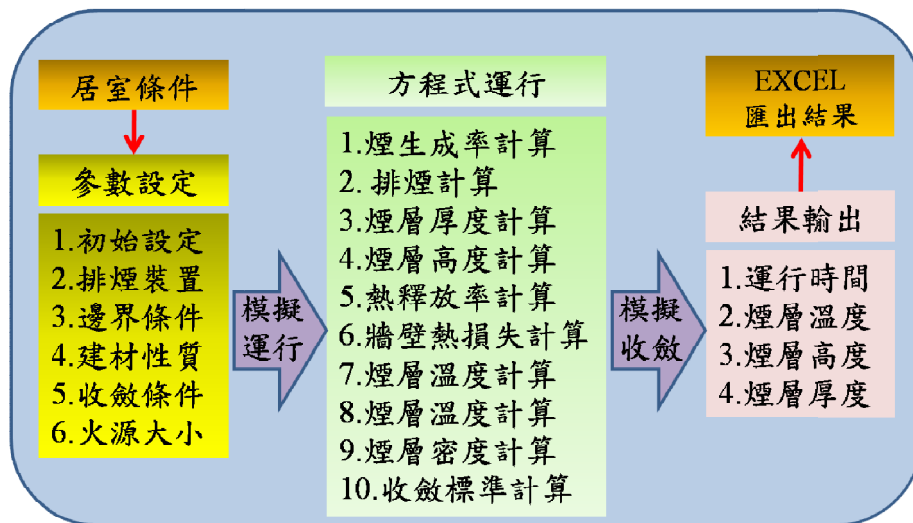 居室條件
參數設定
1.初始設定
2.排煙裝置
3.邊界條件
4.建材性質
5.收斂條件
6.火源大小
模擬
運行
方程式運行
1.煙生成率計算
2. 排煙計算
3.煙層厚度計算
4.煙層高度計算
5.熱釋放率計算
6.牆壁熱損失計算
7.煙層溫度計算
8.煙層溫度計算
9.煙層密度計算
10.收斂標準計算
模擬
收斂
EXCEL
匯出結果
結果輸出
1.運行時間
2.煙層溫度
3.煙層高度
4.煙層厚度